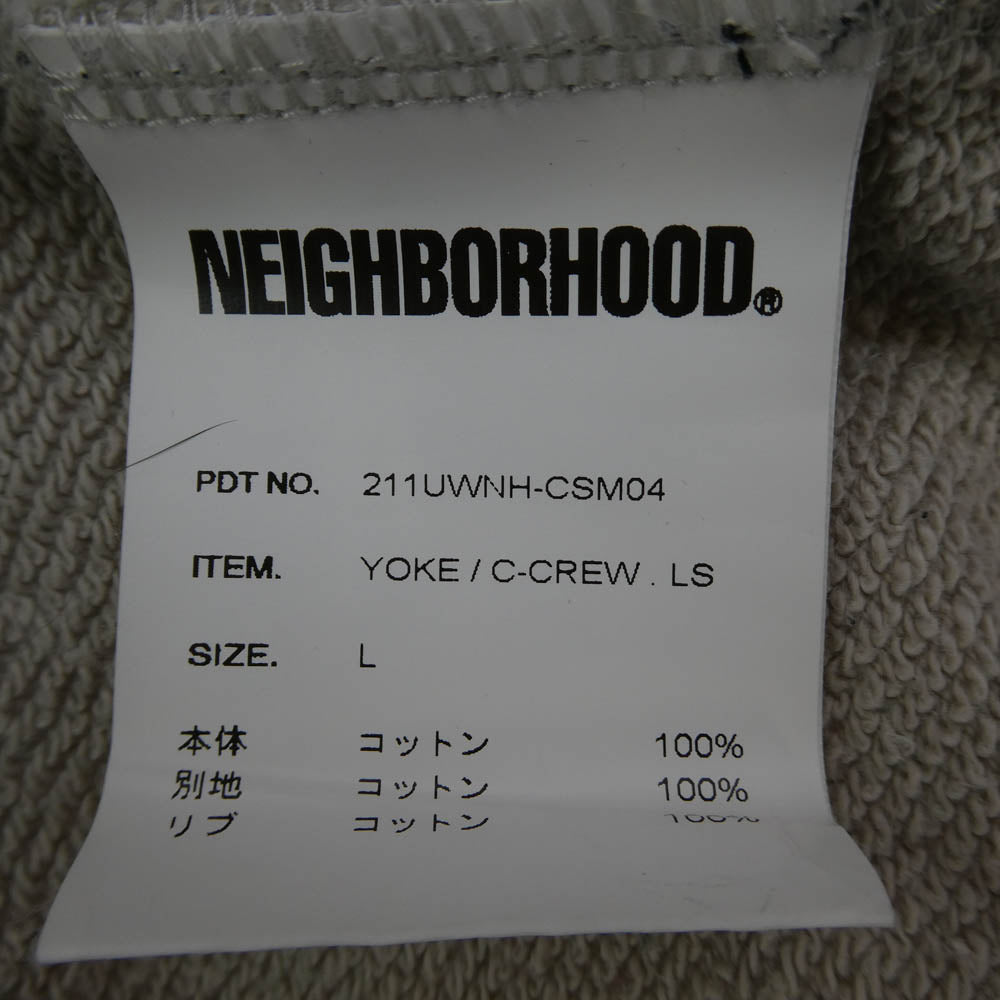 NEIGHBORHOOD®
PDT NO. 211UWNH-CSM04
ITEM. YOKE / C-CREW . LS
SIZE. L
本体 コットン 100%
別地 コットン 100%
リブ コットン 100%